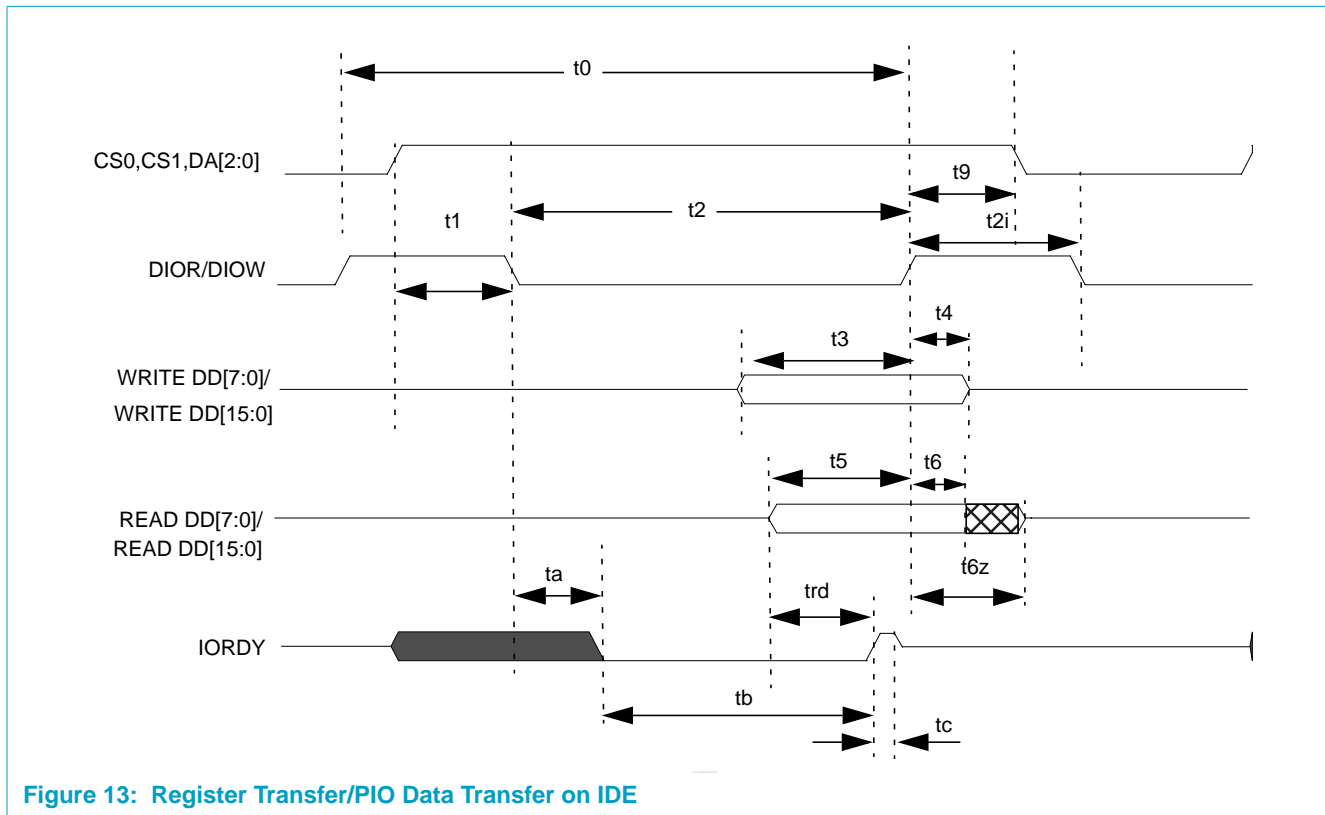 t0
CS0,CS1,DA[2:0]
t9
t1
t2
t2i
DIOR/DIOW
t4
t3
WRITE DD[7:0]/
WRITE DD[15:0]
t5
t6
READ DD[7:0]/
READ DD[15:0]
t6z
ta
trd
IORDY
tb
tc
Figure 13: Register Transfer/PIO Data Transfer on IDE